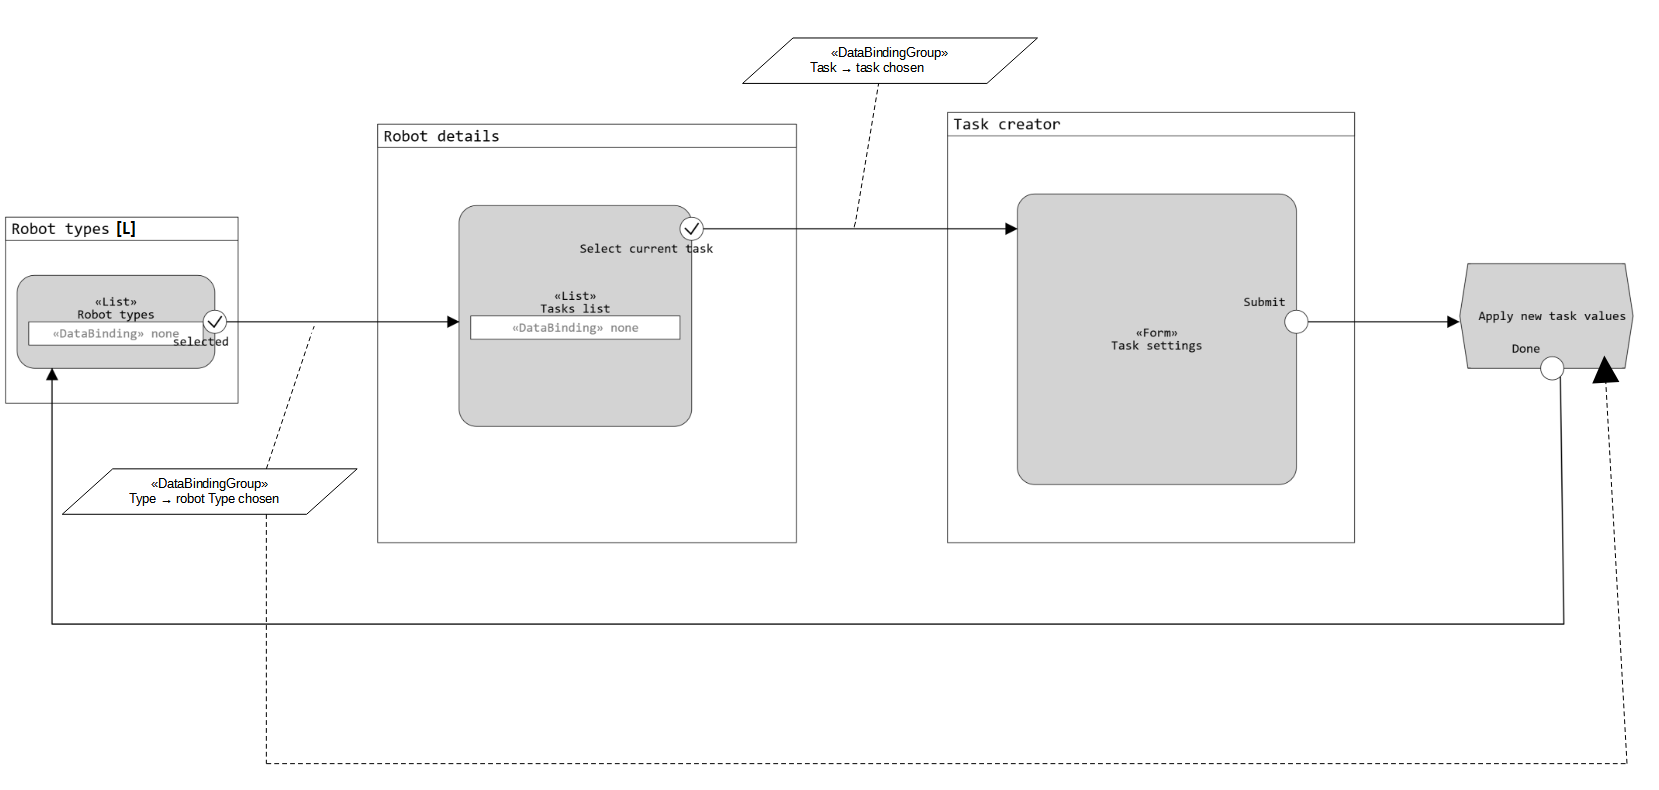 «DataBindingGroup»
Task → task chosen
Task creator
Robot details
Robot types [L]
Select current task
«List»
Robot types
«DataBinding» none
selected
«List»
Tasks list
«DataBinding» none
Submit
«Form»
Task settings
Apply new task values
Done
«DataBindingGroup»
Type → robot Type chosen